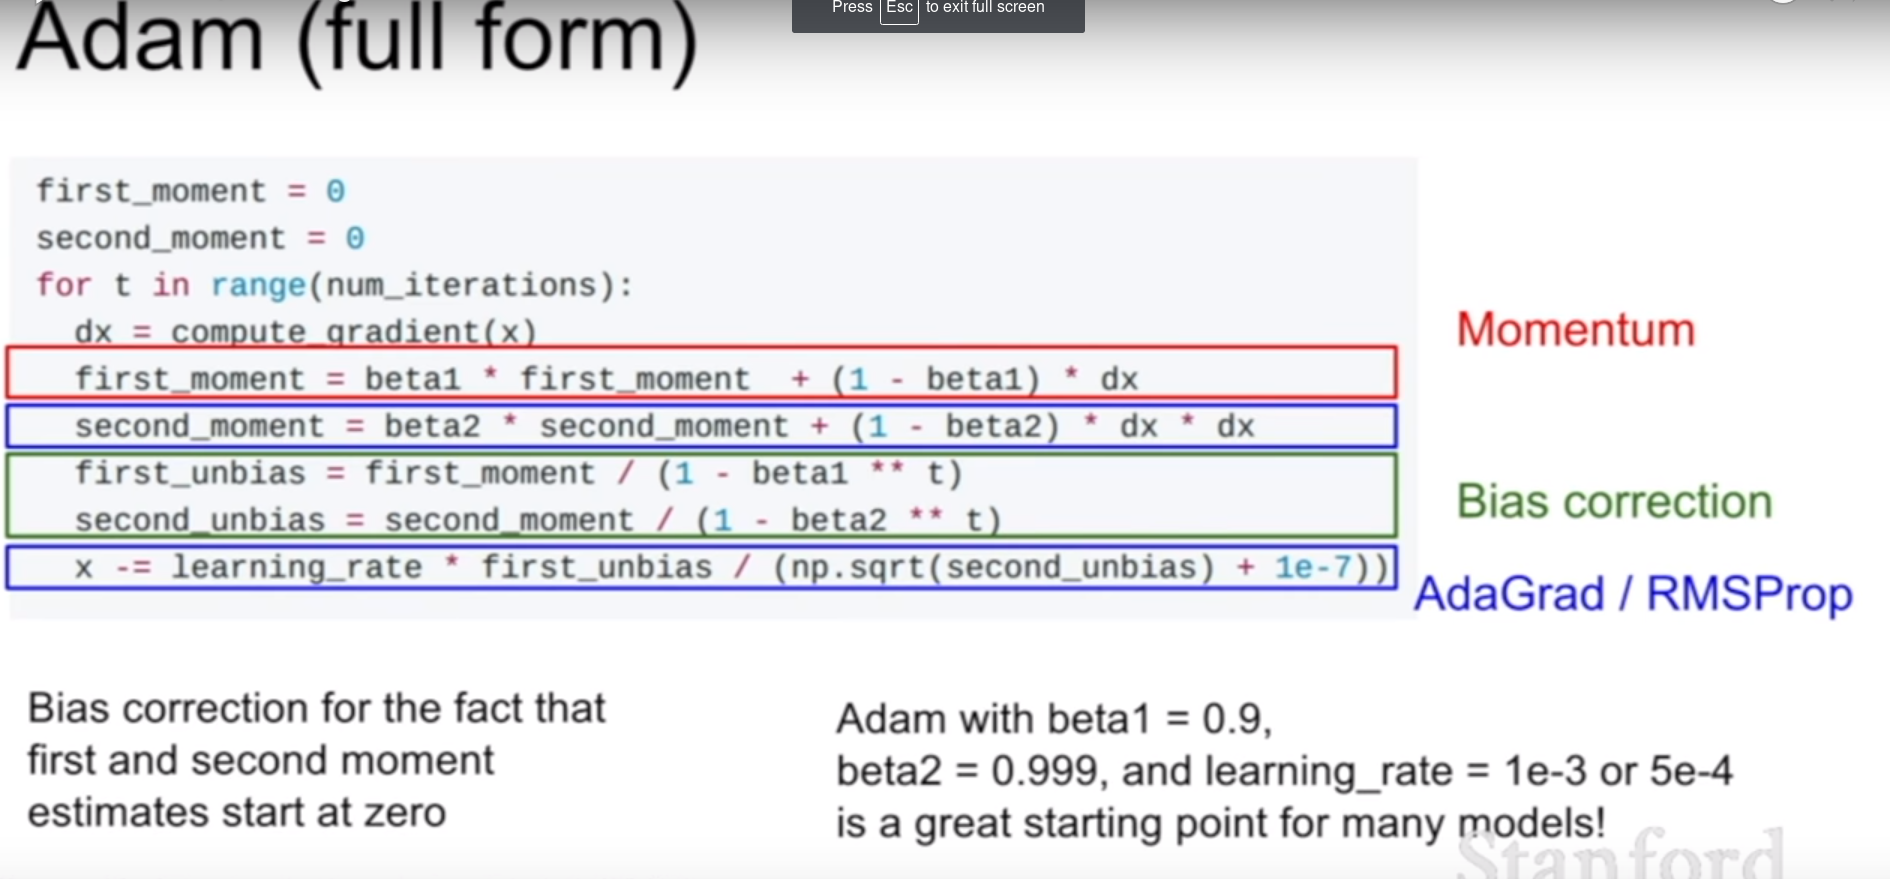 Press Esc to exit full screen
Adam (full form)
first_moment = 0
second_moment = 0
for t in range(num_iterations):
  dx = compute_gradient(x)
  first_moment = beta1 * first_moment  + (1 - beta1) * dx
  second_moment = beta2 * second_moment + (1 - beta2) * dx * dx
  first_unbias = first_moment / (1 - beta1 ** t)
  second_unbias = second_moment / (1 - beta2 ** t)
  x -= learning_rate * first_unbias / (np.sqrt(second_unbias) + 1e-7))
Momentum
Bias correction
AdaGrad / RMSProp
Bias correction for the fact that
first and second moment
estimates start at zero
Adam with beta1 = 0.9,
beta2 = 0.999, and learning_rate = 1e-3 or 5e-4
is a great starting point for many models!
Stanford